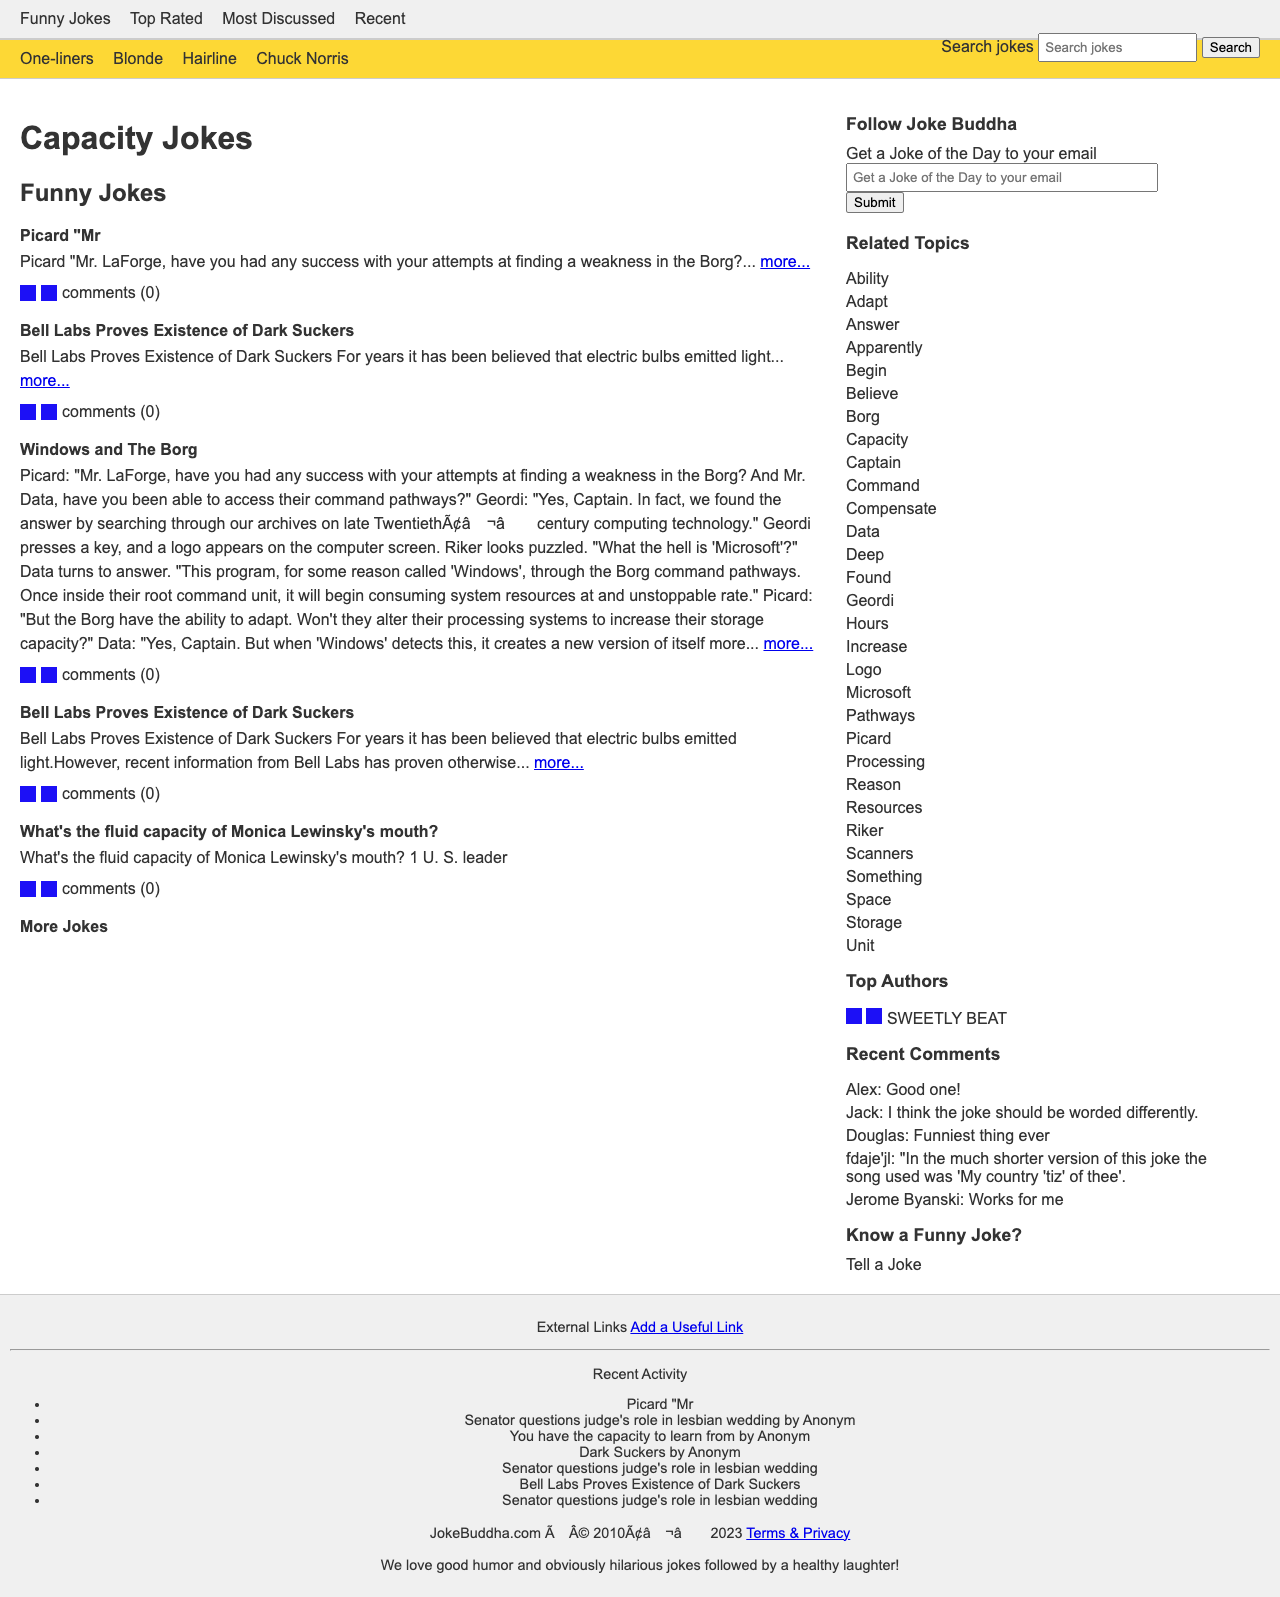 Funny Jokes Top Rated Most Discussed Recent
One-liners Blonde Hairline Chuck Norris
Search jokes Search jokes Search
Capacity Jokes
Funny Jokes
Picard "Mr
Picard "Mr. LaForge, have you had any success with your attempts at finding a weakness in the Borg?... more...
comments (0)
Bell Labs Proves Existence of Dark Suckers
Bell Labs Proves Existence of Dark Suckers For years it has been believed that electric bulbs emitted light...
more...
comments (0)
Windows and The Borg
Picard: "Mr. LaForge, have you had any success with your attempts at finding a weakness in the Borg? And Mr.
Data, have you been able to access their command pathways?" Geordi: "Yes, Captain. In fact, we found the
answer by searching through our archives on late TwentiethÃ¢â ¬â century computing technology." Geordi
presses a key, and a logo appears on the computer screen. Riker looks puzzled. "What the hell is 'Microsoft'?"
Data turns to answer. "This program, for some reason called 'Windows', through the Borg command pathways.
Once inside their root command unit, it will begin consuming system resources at and unstoppable rate." Picard:
"But the Borg have the ability to adapt. Won't they alter their processing systems to increase their storage
capacity?" Data: "Yes, Captain. But when 'Windows' detects this, it creates a new version of itself more... more...
comments (0)
Bell Labs Proves Existence of Dark Suckers
Bell Labs Proves Existence of Dark Suckers For years it has been believed that electric bulbs emitted
light.However, recent information from Bell Labs has proven otherwise... more...
comments (0)
What's the fluid capacity of Monica Lewinsky's mouth?
What's the fluid capacity of Monica Lewinsky's mouth? 1 U. S. leader
comments (0)
More Jokes
Follow Joke Buddha
Get a Joke of the Day to your email
Get a Joke of the Day to your email
Submit
Related Topics
Ability
Adapt
Answer
Apparently
Begin
Believe
Borg
Capacity
Captain
Command
Compensate
Data
Deep
Found
Geordi
Hours
Increase
Logo
Microsoft
Pathways
Picard
Processing
Reason
Resources
Riker
Scanners
Something
Space
Storage
Unit
Top Authors
SWEETLY BEAT
Recent Comments
Alex: Good one!
Jack: I think the joke should be worded differently.
Douglas: Funniest thing ever
fdaje'jl: "In the much shorter version of this joke the
song used was 'My country 'tiz' of thee'.
Jerome Byanski: Works for me
Know a Funny Joke?
Tell a Joke
External Links Add a Useful Link
Recent Activity
Picard "Mr
Senator questions judge's role in lesbian wedding by Anonym
You have the capacity to learn from by Anonym
Dark Suckers by Anonym
Senator questions judge's role in lesbian wedding
Bell Labs Proves Existence of Dark Suckers
Senator questions judge's role in lesbian wedding
JokeBuddha.com Ã Â© 2010Ã¢â ¬â 2023 Terms & Privacy
We love good humor and obviously hilarious jokes followed by a healthy laughter!